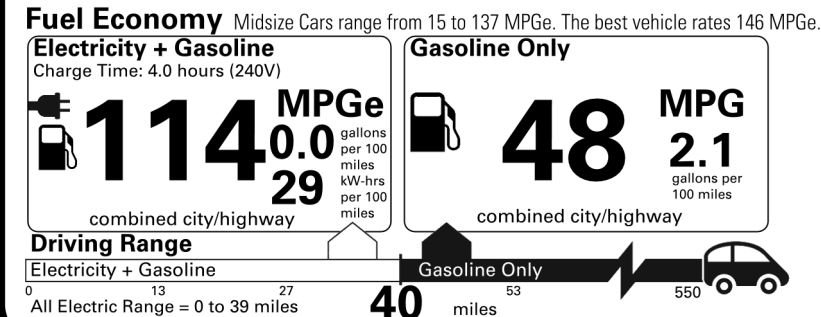 Fuel Economy Midsize Cars range from 15 to 137 MPGe. The best vehicle rates 146 MPGe.
Electricity + Gasoline
Charge Time: 4.0 hours (240V)
114
MPGe
0.0
gallons
per 100
miles
29
kW-hrs
per 100
miles
combined city/highway
Gasoline Only
48
MPG
2.1
gallons per
100 miles
combined city/highway
Driving Range
Electricity + Gasoline
Gasoline Only
0 13 27 40 miles 53 550
All Electric Range = 0 to 39 miles